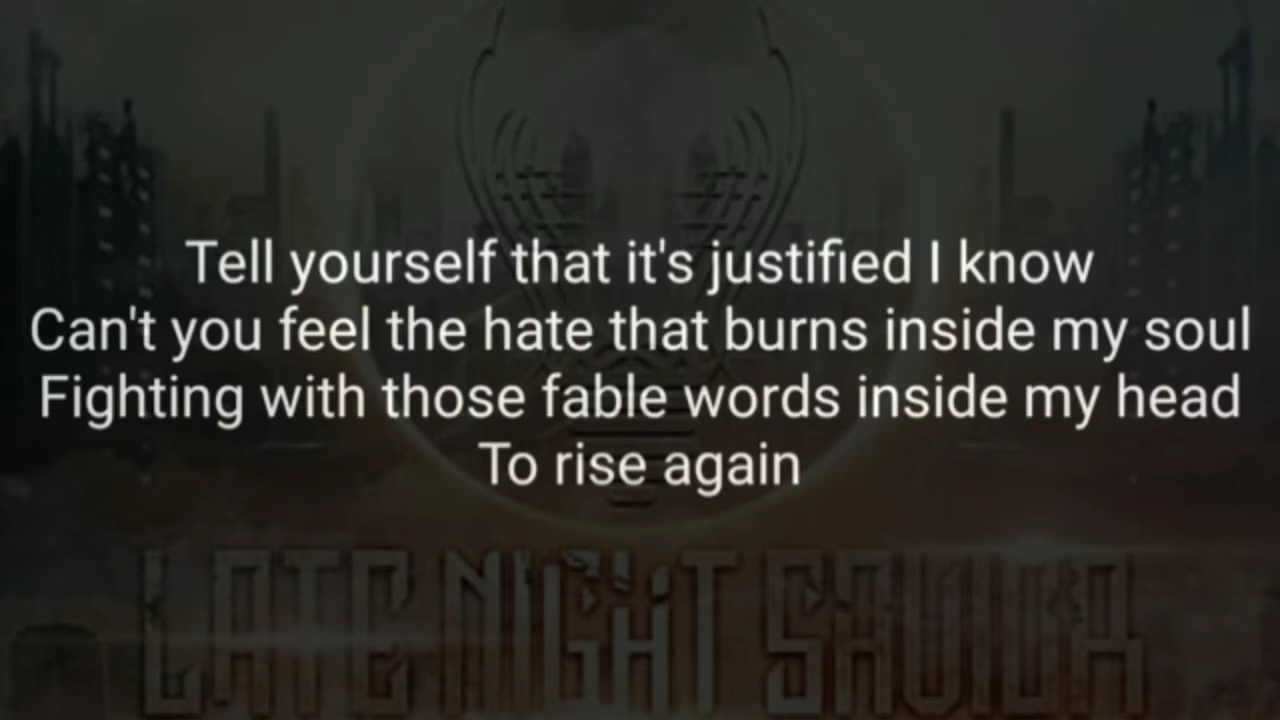 Tell yourself that it's justified I know
Can't you feel the hate that burns inside my soul
Fighting with those fable words inside my head
To rise again
LATE NIGHT SAVIOR